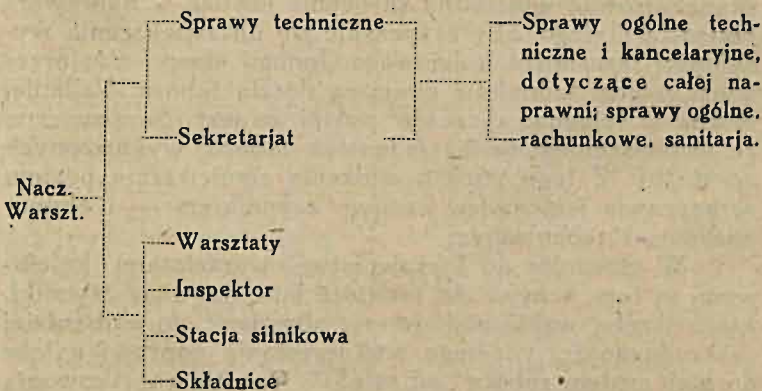 Sprawy techniczne
Sekretarjat
Sprawy ogólne tech-
niczne i kancelaryjne,
dotyczące całej na-
prawni; sprawy ogólne,
rachunkowe, sanitarja.
Nacz.
Warszt.
Warsztaty
Inspektor
Stacja silnikowa
Składnice